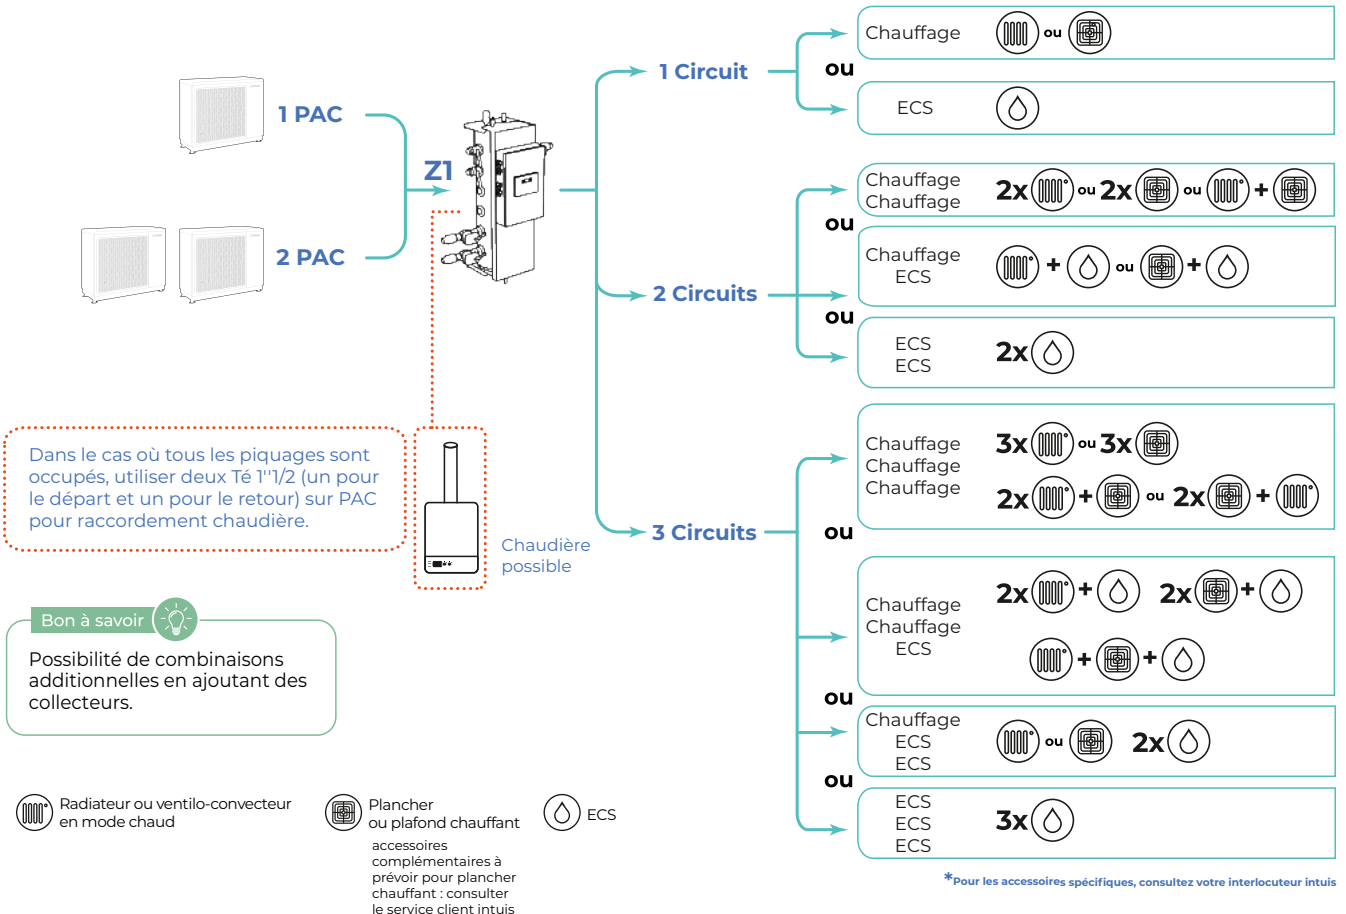 1 PAC
2 PAC
Z1
1 Circuit
Chauffage
ou
ou
ECS
2 Circuits
Chauffage
Chauffage
2x ou 2x ou +
ou
Chauffage
ECS
+ ou +
ou
ECS
ECS
2x
3 Circuits
Chauffage
Chauffage
Chauffage
3x ou 3x
2x + ou 2x +
ou
Chauffage
Chauffage
ECS
2x + 2x +
+ +
ou
Chauffage
ECS
ECS
ou 2x
ou
ECS
ECS
ECS
3x
*Pour les accessoires spécifiques, consultez votre interlocuteur intuis
Dans le cas où tous les piquages sont
occupés, utiliser deux Té 1''1/2 (un pour
le départ et un pour le retour) sur PAC
pour raccordement chaudière.
Chaudière
possible
Bon à savoir
Possibilité de combinaisons
additionnelles en ajoutant des
collecteurs.
Radiateur ou ventilo-convecteur
en mode chaud
Plancher
ou plafond chauffant
accessoires
complémentaires à
prévoir pour plancher
chauffant : consulter
le service client intuis
ECS